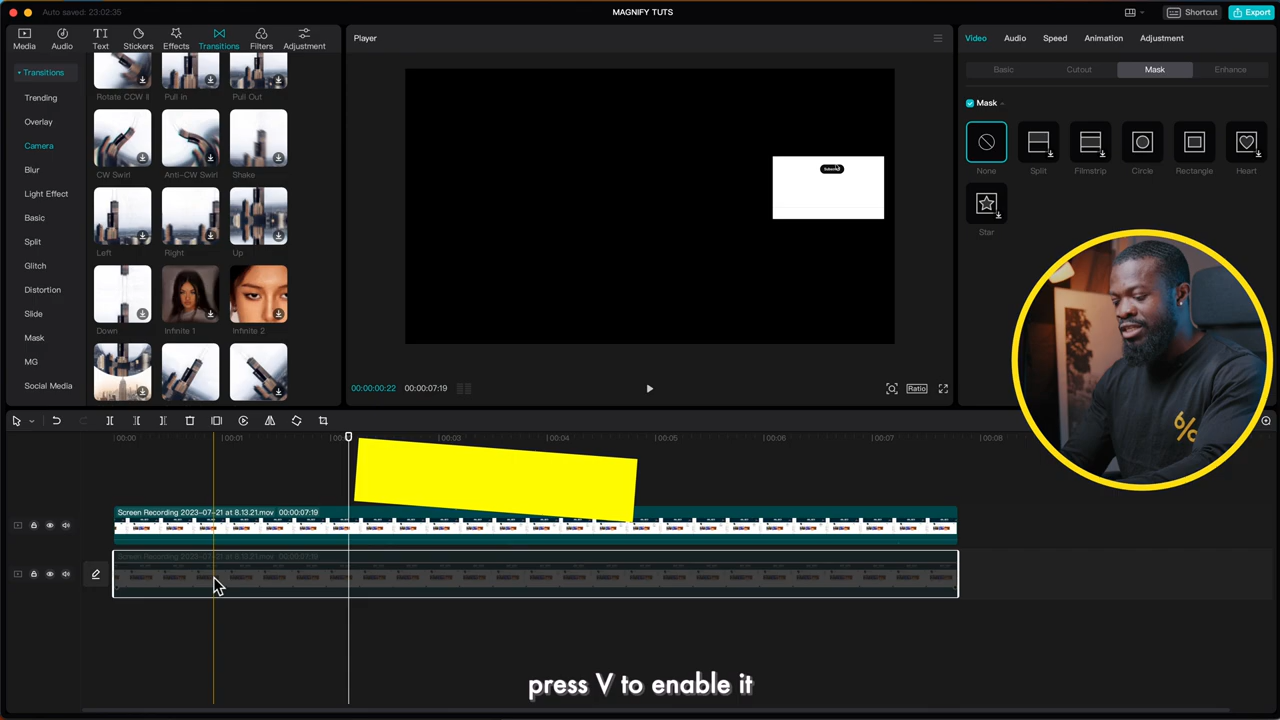 Auto saved: 23:02:35
MAGNIFY TUTS
Shortcut
Export
Media
Audio
Text
Stickers
Effects
Transitions
Filters
Adjustment
Player
Video
Audio
Speed
Animation
Adjustment
Transitions
Trending
Overlay
Camera
Blur
Light Effect
Basic
Split
Glitch
Distortion
Slide
Mask
MG
Social Media
Rotate CCW II
Pull In
Pull Out
CW Swirl
Anti-CW Swirl
Shake
Left
Right
Up
Down
Infinite 1
Infinite 2
Basic
Cutout
Mask
Enhance
Mask
None
Split
Filmstrip
Circle
Rectangle
Heart
Star
00:00:00:22 00:00:07:19
Ratio
00:00
00:01
00:03
00:04
00:05
00:06
00:07
00:08
Screen Recording 2023-07-21 at 8.13.21.mov 00:00:07:19
Screen Recording 2023-07-21 at 8.13.21.mov 00:00:07:19
press V to enable it